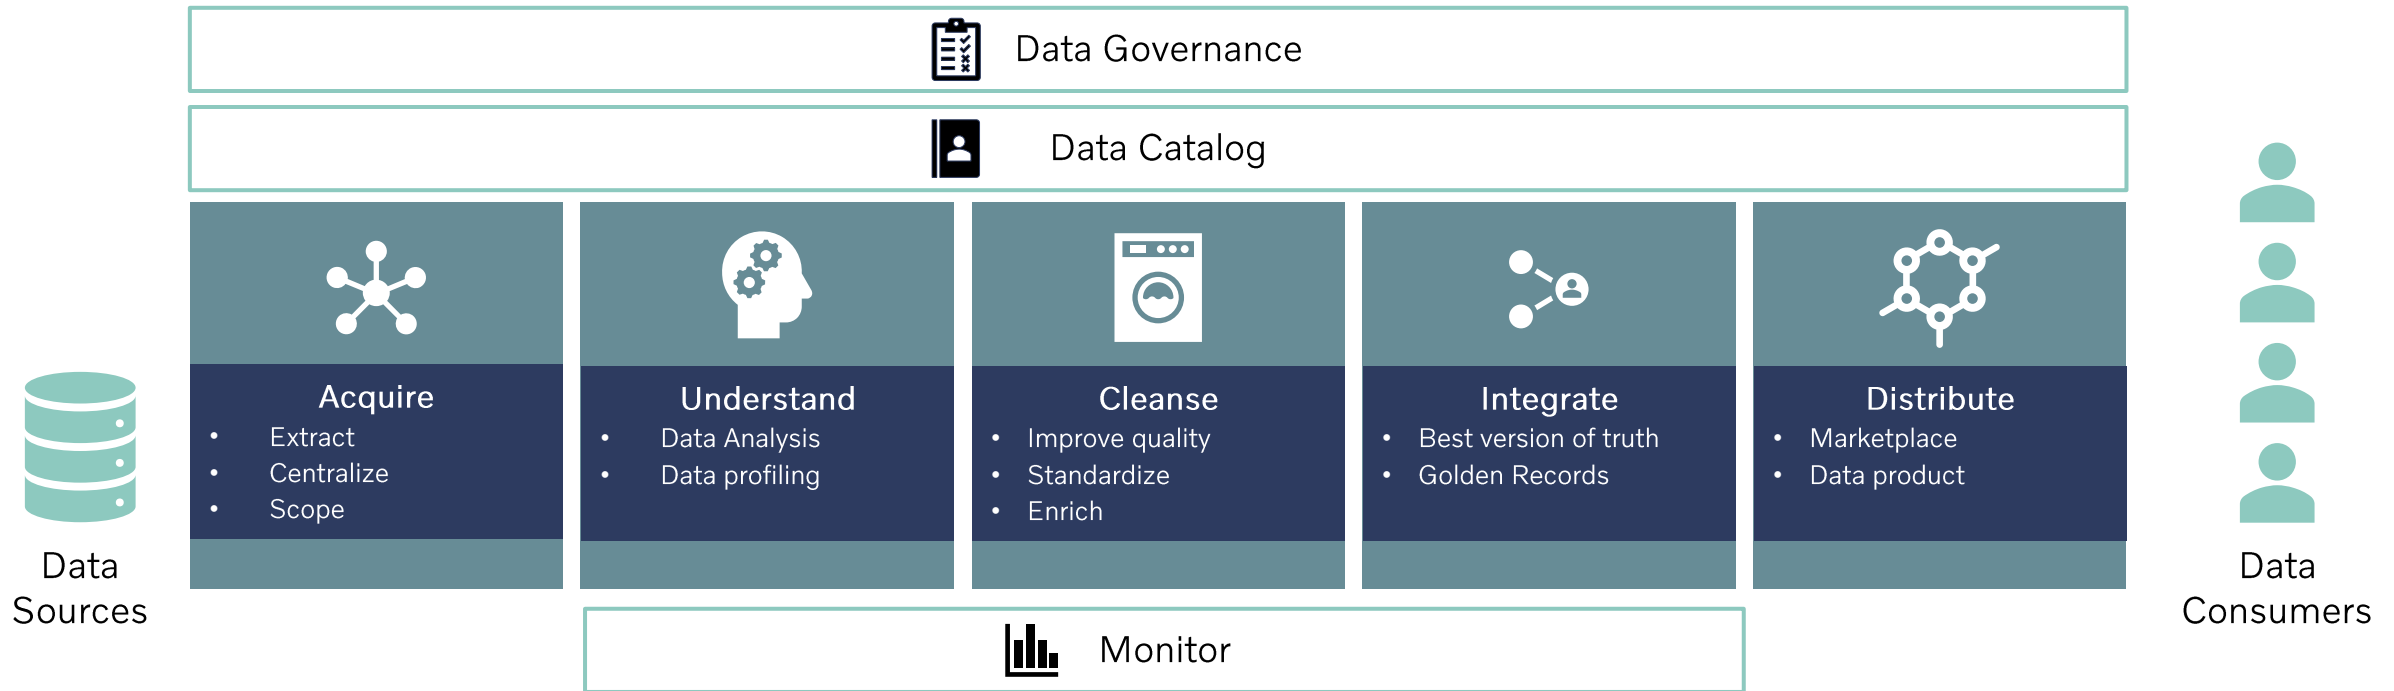 Data Governance
Data Catalog
Data
Sources
Acquire
• Extract
• Centralize
• Scope
Understand
• Data Analysis
• Data profiling
Cleanse
• Improve quality
• Standardize
• Enrich
Integrate
• Best version of truth
• Golden Records
Distribute
• Marketplace
• Data product
Data
Consumers
Monitor